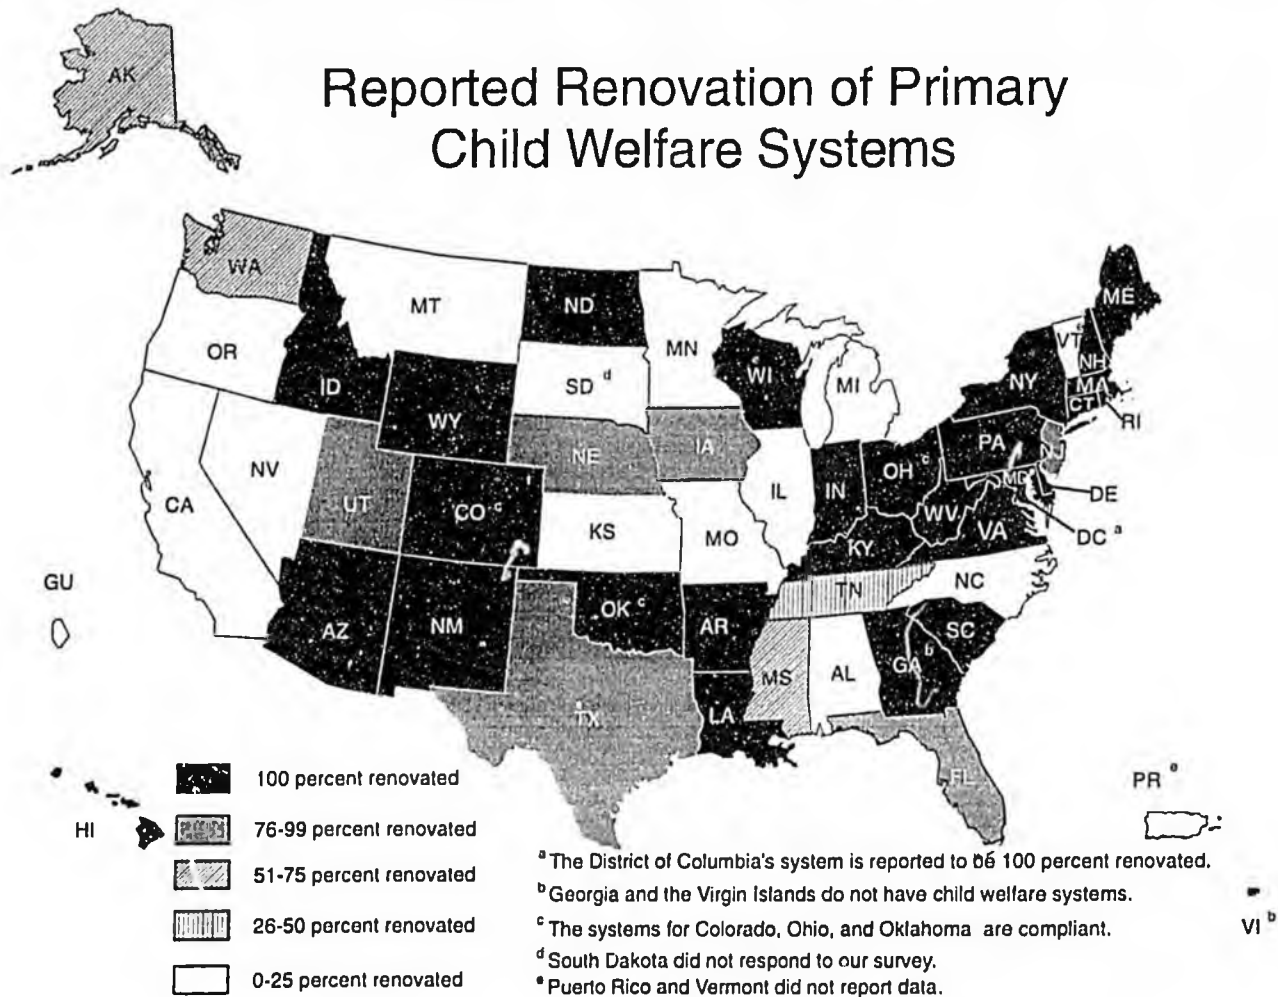 AK
Reported Renovation of Primary
Child Welfare Systems
WA
MT
ND
MN
ME
OR
ID
SD d
WI
MI
VT e
NH
NY
MA
CT
RI
WY
NE
IA
PA
NJ
NV
UT
CO c
IL
IN
OH c
MD
DE
CA
KS
MO
WV
VA
DC a
KY
GU
AZ
NM
OK c
AR
TN
NC
SC
TX
LA
MS
AL
GA b
FL
PR e
HI
VI b
100 percent renovated
76-99 percent renovated
51-75 percent renovated
26-50 percent renovated
0-25 percent renovated
a The District of Columbia's system is reported to be 100 percent renovated.
b Georgia and the Virgin Islands do not have child welfare systems.
c The systems for Colorado, Ohio, and Oklahoma are compliant.
d South Dakota did not respond to our survey.
e Puerto Rico and Vermont did not report data.